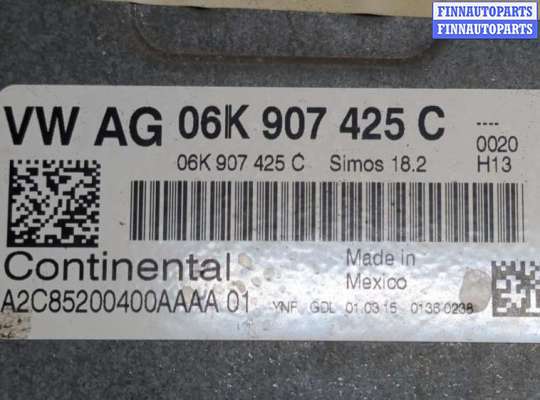 FINNAUTOPARTS
FINNAUTOPARTS
VW AG 06K 907 425 C ----
0020
06K 907 425 C Simos 18.2 H13
Continental
Made in
Mexico
A2C85200400AAAA 01 YNF GDL 01.03.15 0136 0238